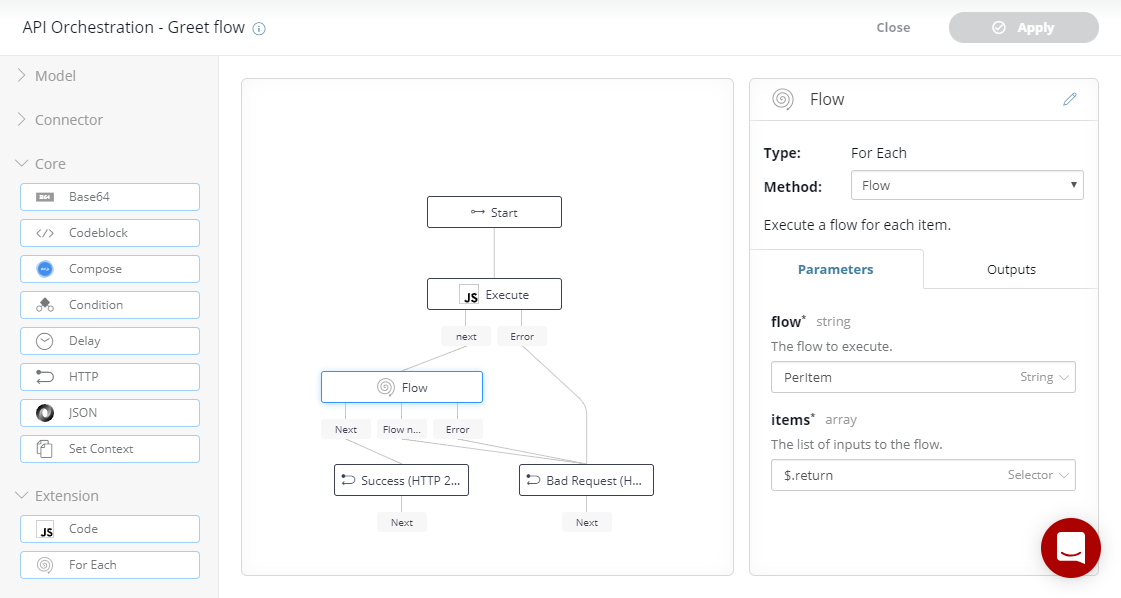 API Orchestration - Greet flow
Close
Apply
Model
Connector
Core
Base64
Codeblock
Compose
Condition
Delay
HTTP
JSON
Set Context
Extension
JS Code
For Each
Start
JS Execute
next Error
Flow
Next Flow n... Error
Success (HTTP 2... Bad Request (H...
Next Next
Flow
Type: For Each
Method: Flow
Execute a flow for each item.
Parameters Outputs
flow* string
The flow to execute.
PerItem String
items* array
The list of inputs to the flow.
$.return Selector